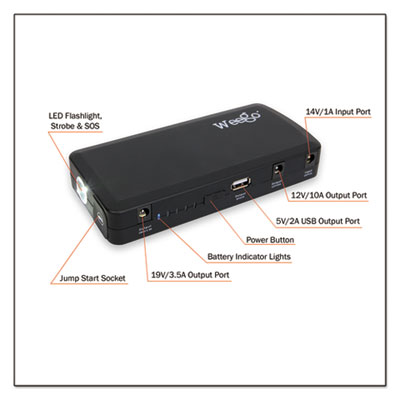 14V/1A Input Port
LED Flashlight,
Strobe & SOS
Weego
12V/10A Output Port
5V/2A USB Output Port
Power Button
Battery Indicator Lights
Jump Start Socket
19V/3.5A Output Port